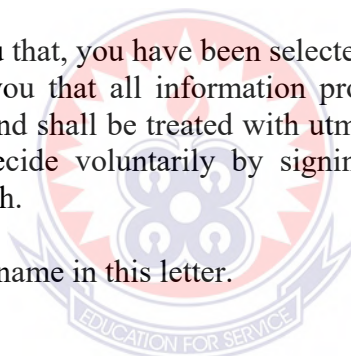 u that, you have been selecte
you that all information pro
nd shall be treated with utm
ecide voluntarily by signin
h.
name in this letter.
EDUCATION FOR SERVICE